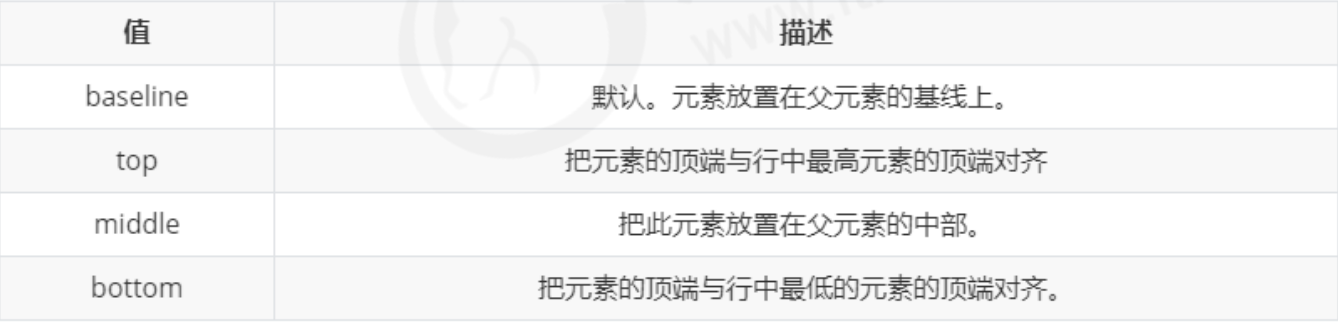 值 描述
baseline 默认。元素放置在父元素的基线上。
top 把元素的顶端与行中最高元素的顶端对齐
middle 把此元素放置在父元素的中部。
bottom 把元素的顶端与行中最低的元素的顶端对齐。